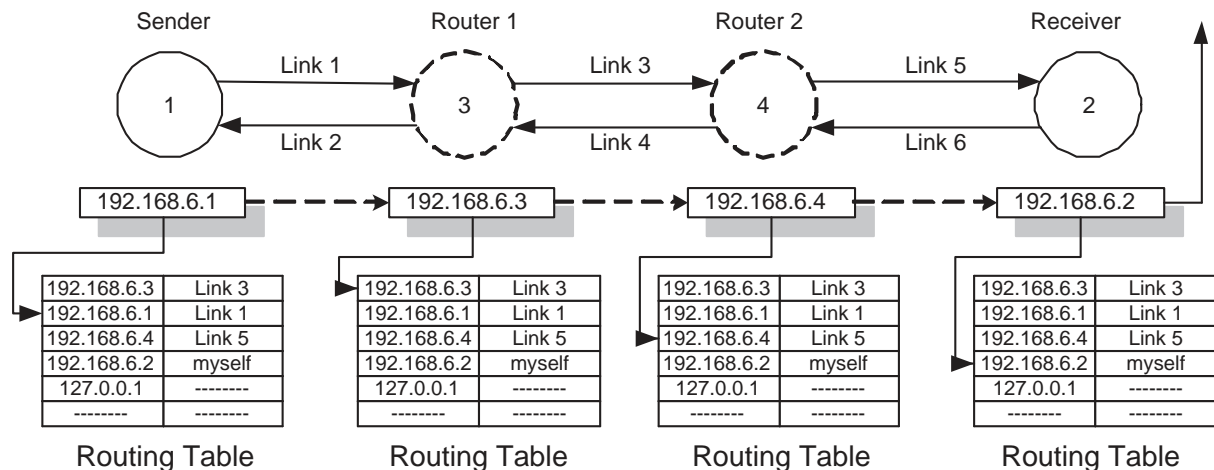 Sender Router 1 Router 2 Receiver
Link 1 Link 3 Link 5
1 3 4 2
Link 2 Link 4 Link 6
192.168.6.1 192.168.6.3 192.168.6.4 192.168.6.2
192.168.6.3 Link 3 192.168.6.3 Link 3 192.168.6.3 Link 3 192.168.6.3 Link 3
192.168.6.1 Link 1 192.168.6.1 Link 1 192.168.6.1 Link 1 192.168.6.1 Link 1
192.168.6.4 Link 5 192.168.6.4 Link 5 192.168.6.4 Link 5 192.168.6.4 Link 5
192.168.6.2 myself 192.168.6.2 myself 192.168.6.2 myself 192.168.6.2 myself
127.0.0.1 -------- 127.0.0.1 -------- 127.0.0.1 -------- 127.0.0.1 --------
-------- -------- -------- -------- -------- -------- -------- --------
Routing Table Routing Table Routing Table Routing Table